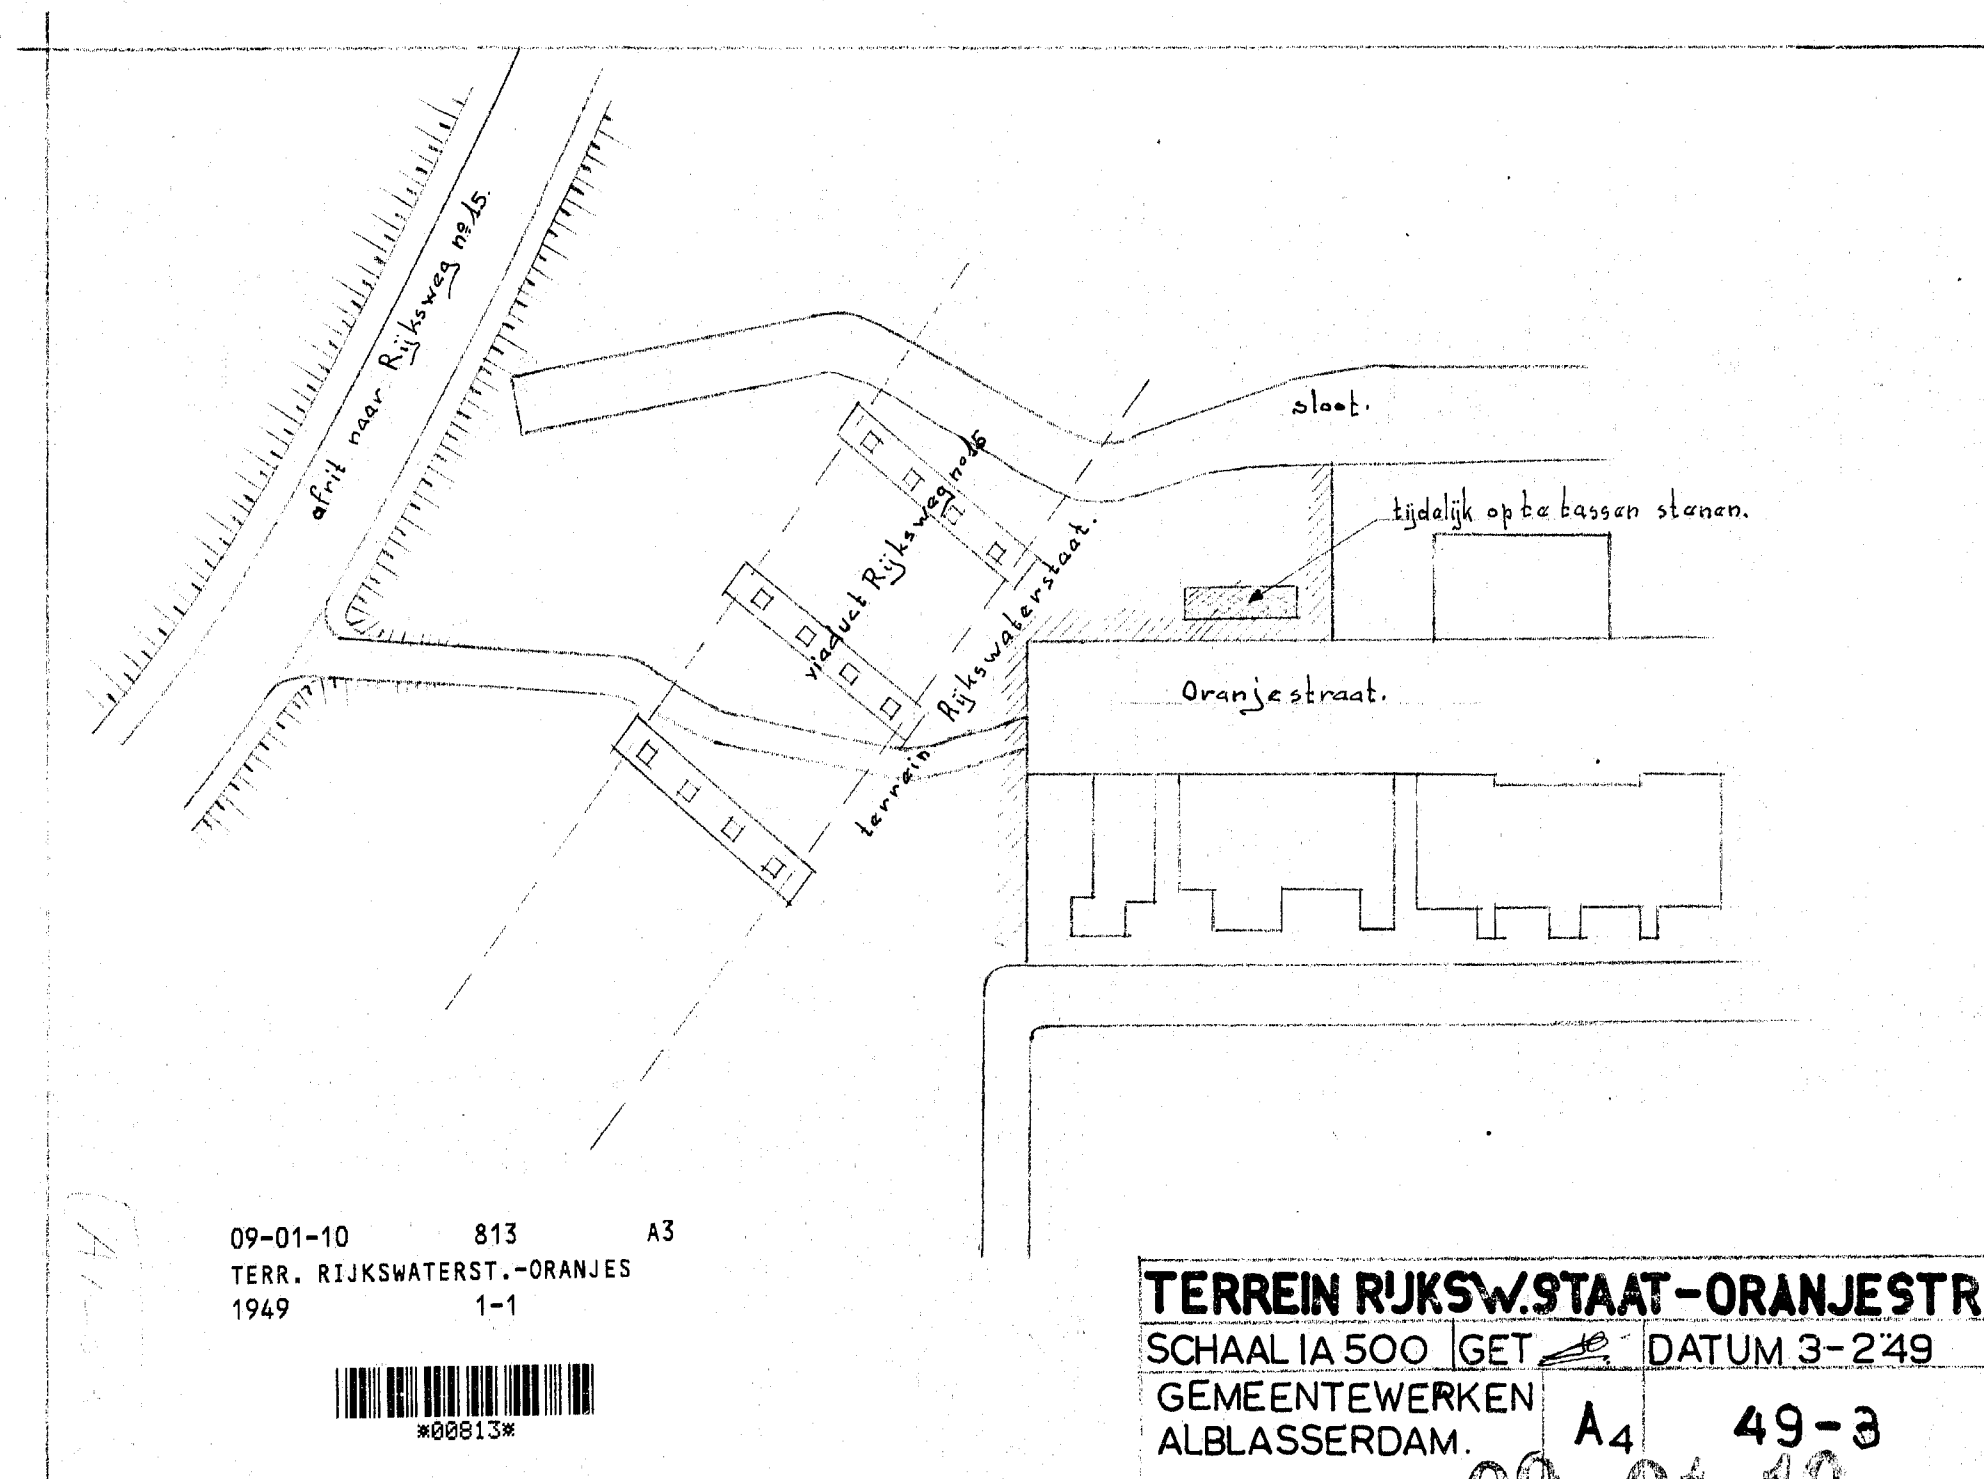 afrit naar Rijksweg nº 15.
sloot.
viaduct Rijksweg nº 15
tijdelijk op te tassen stenen.
terrein Rijkswaterstaat.
Oranjestraat.
09-01-10 813 A3
TERR. RIJKSWATERST.-ORANJES
1949 1-1
*00813*
TERREIN RIJKSW.STAAT-ORANJESTR
SCHAAL 1A 500 GET DATUM 3-2"49
GEMEENTEWERKEN
ALBLASSERDAM.
A4 49-3